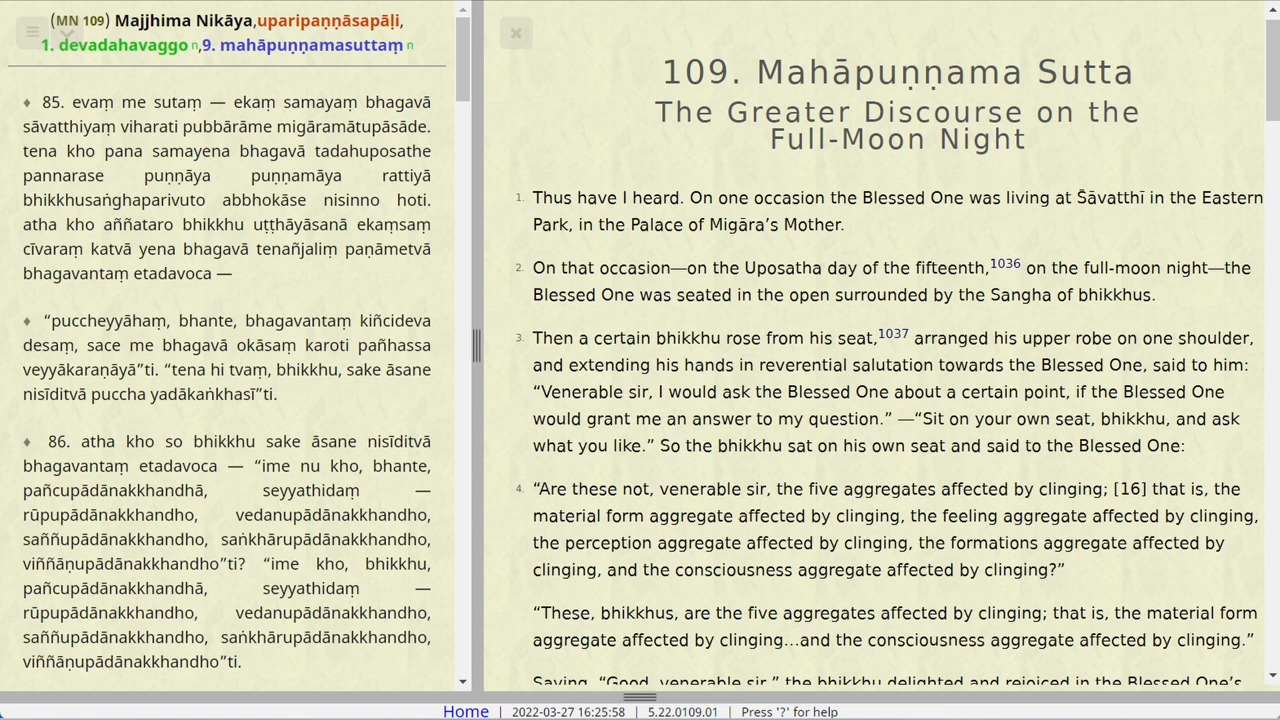 (MN 109) Majjhima Nikāya,uparipaṇṇāsapāḷi,
1. devadahavaggo n,9. mahāpuṇṇamasuttaṃ n
♦ 85. evaṃ me sutaṃ — ekaṃ samayaṃ bhagavā
sāvatthiyaṃ viharati pubbārāme migāramātupāsāde.
tena kho pana samayena bhagavā tadahuposathe
pannarase puṇṇāya puṇṇamāya rattiyā
bhikkhusaṅghaparivuto abbhokāse nisinno hoti.
atha kho aññataro bhikkhu uṭṭhāyāsanā ekaṃsaṃ
cīvaraṃ katvā yena bhagavā tenañjaliṃ paṇāmetvā
bhagavantaṃ etadavoca —
♦ “puccheyyāhaṃ, bhante, bhagavantaṃ kiñcideva
desaṃ, sace me bhagavā okāsaṃ karoti pañhassa
veyyākaraṇāyā”ti. “tena hi tvaṃ, bhikkhu, sake āsane
nisīditvā puccha yadākaṅkhasī”ti.
♦ 86. atha kho so bhikkhu sake āsane nisīditvā
bhagavantaṃ etadavoca — “ime nu kho, bhante,
pañcupādānakkhandhā, seyyathidaṃ —
rūpupādānakkhandho, vedanupādānakkhandho,
saññupādānakkhandho, saṅkhārupādānakkhandho,
viññāṇupādānakkhandho”ti? “ime kho, bhikkhu,
pañcupādānakkhandhā, seyyathidaṃ —
rūpupādānakkhandho, vedanupādānakkhandho,
saññupādānakkhandho, saṅkhārupādānakkhandho,
viññāṇupādānakkhandho”ti.
109. Mahāpuṇṇama Sutta
The Greater Discourse on the
Full-Moon Night
1. Thus have I heard. On one occasion the Blessed One was living at Sāvatthī in the Eastern
Park, in the Palace of Migāra’s Mother.
2. On that occasion—on the Uposatha day of the fifteenth,1036 on the full-moon night—the
Blessed One was seated in the open surrounded by the Sangha of bhikkhus.
3. Then a certain bhikkhu rose from his seat,1037 arranged his upper robe on one shoulder,
and extending his hands in reverential salutation towards the Blessed One, said to him:
“Venerable sir, I would ask the Blessed One about a certain point, if the Blessed One
would grant me an answer to my question.” —“Sit on your own seat, bhikkhu, and ask
what you like.” So the bhikkhu sat on his own seat and said to the Blessed One:
4. “Are these not, venerable sir, the five aggregates affected by clinging; [16] that is, the
material form aggregate affected by clinging, the feeling aggregate affected by clinging,
the perception aggregate affected by clinging, the formations aggregate affected by
clinging, and the consciousness aggregate affected by clinging?”
“These, bhikkhus, are the five aggregates affected by clinging; that is, the material form
aggregate affected by clinging…and the consciousness aggregate affected by clinging.”
Saying, “Good, venerable sir,” the bhikkhu delighted and rejoiced in the Blessed One’s
Home | 2022-03-27 16:25:58 | 5.22.0109.01 | Press '?' for help